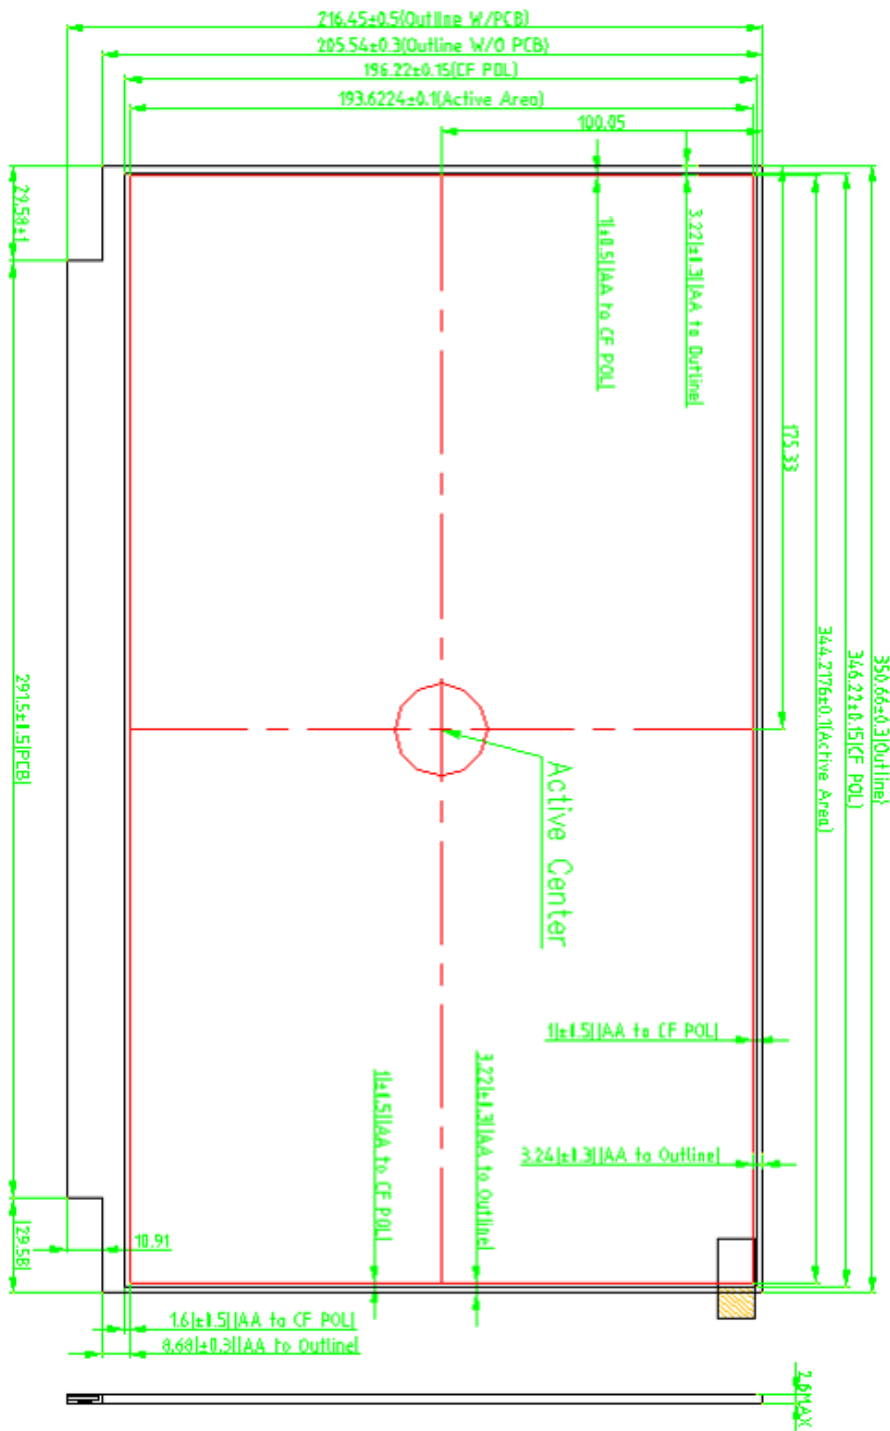 216.45±0.5(Outline W/PCB)
205.54±0.3(Outline W/O PCB)
196.22±0.15(CF POL)
193.6224±0.1(Active Area)
100.05
29.58±1
1(±0.5)(AA to CF POL)
3.22(±0.3)(AA to Outline)
175.33
350.66±0.3(Outline)
346.22±0.15(CF POL)
344.2176±0.1(Active Area)
291.5±0.5(PCB)
Active Center
1(±0.5)(AA to CF POL)
1(±0.5)(AA to CF POL)
3.22(±0.3)(AA to Outline)
3.24(±0.3)(AA to Outline)
(29.58)
10.91
1.6(±0.5)(AA to CF POL)
8.68(±0.3)(AA to Outline)
2.6MAX